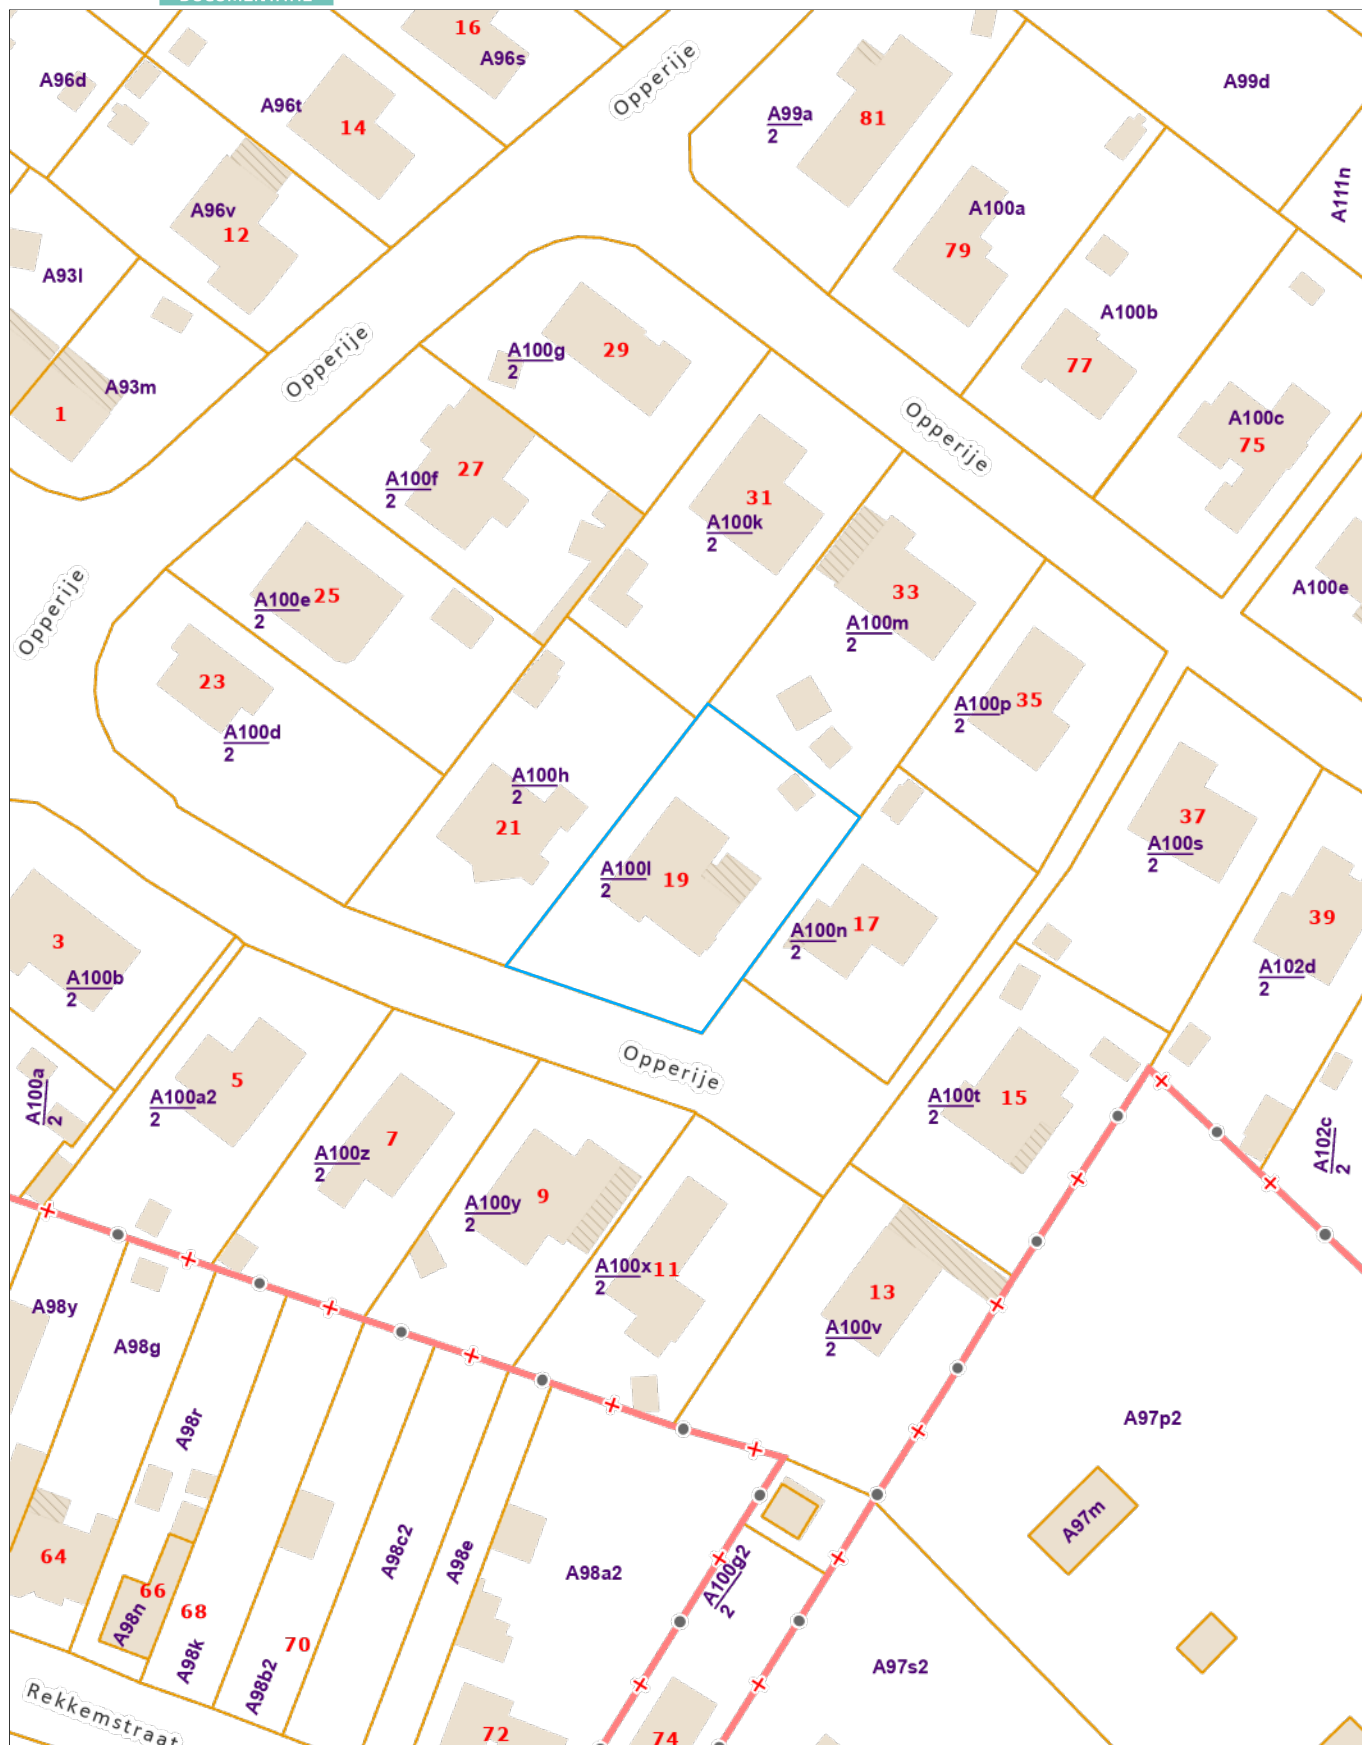 16
A96s
A96d
A96t
14
Opperije
A99a
2
81
A99d
A96v
12
A100a
79
A111n
A93l
A100b
77
A93m
1
Opperije
A100g
2
29
Opperije
A100c
75
A100f
2
27
31
A100k
2
A100e
A100e
2
25
33
A100m
2
Opperije
23
A100d
2
A100p
2
35
A100h
2
21
37
A100s
2
A100l
2
19
A100n
2
17
39
A102d
2
3
A100b
2
Opperije
A100a
2
A100a2
2
5
A100t
2
15
A100z
2
7
A102c
2
A100y
2
9
A100x
2
11
13
A100v
2
A98y
A98g
A98r
A97p2
A97m
64
66
A98n
68
A98k
70
A98b2
A98c2
A98e
A98a2
A100g2
2
A97s2
Rekkemstraat
72
74